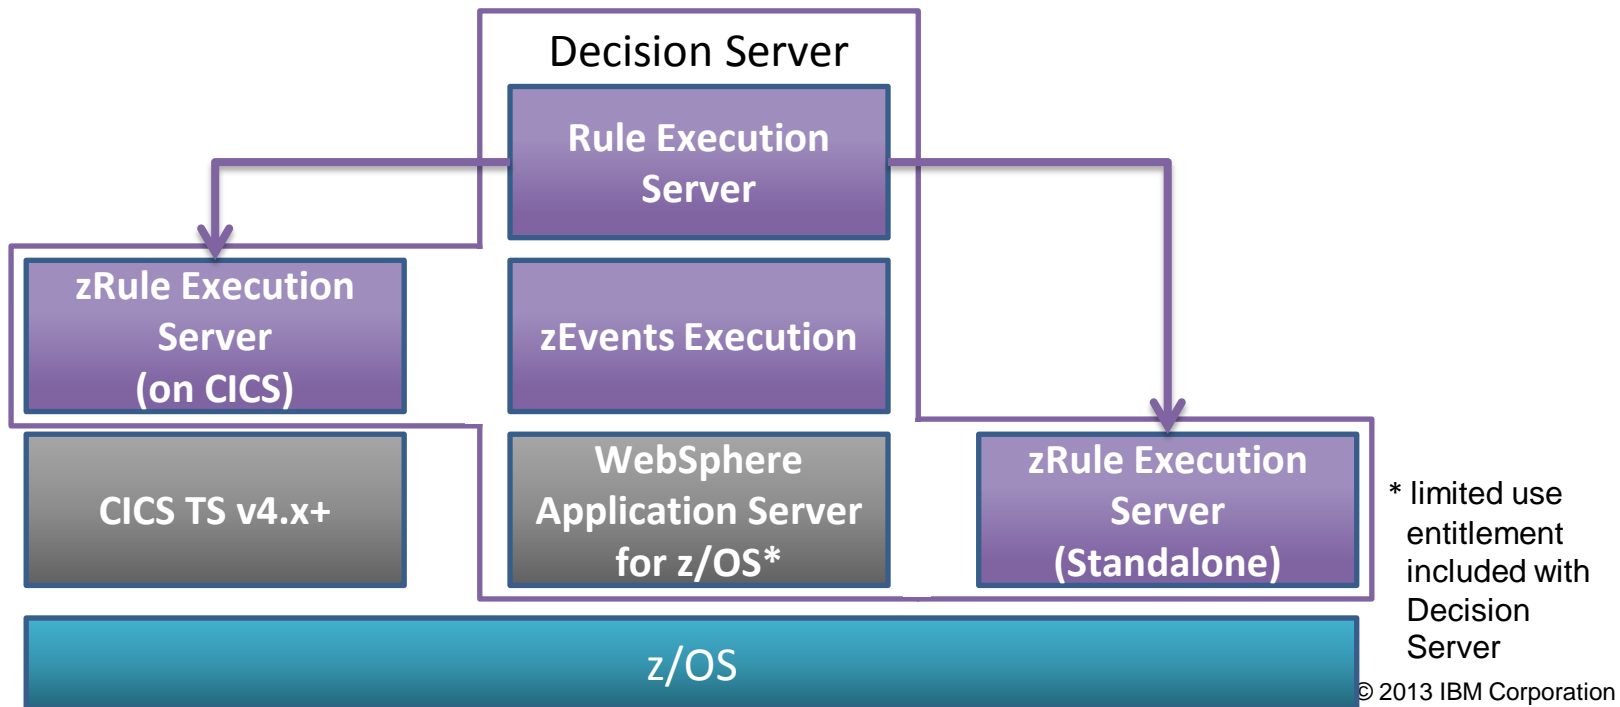 Decision Server
Rule Execution
Server
zRule Execution
Server
(on CICS)
zEvents Execution
CICS TS v4.x+
WebSphere
Application Server
for z/OS*
zRule Execution
Server
(Standalone)
* limited use
entitlement
included with
Decision
Server
z/OS
© 2013 IBM Corporation